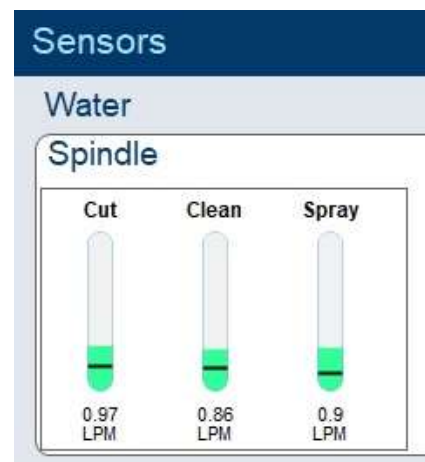 Sensors
Water
Spindle
Cut Clean Spray
0.97 0.86 0.9
LPM LPM LPM